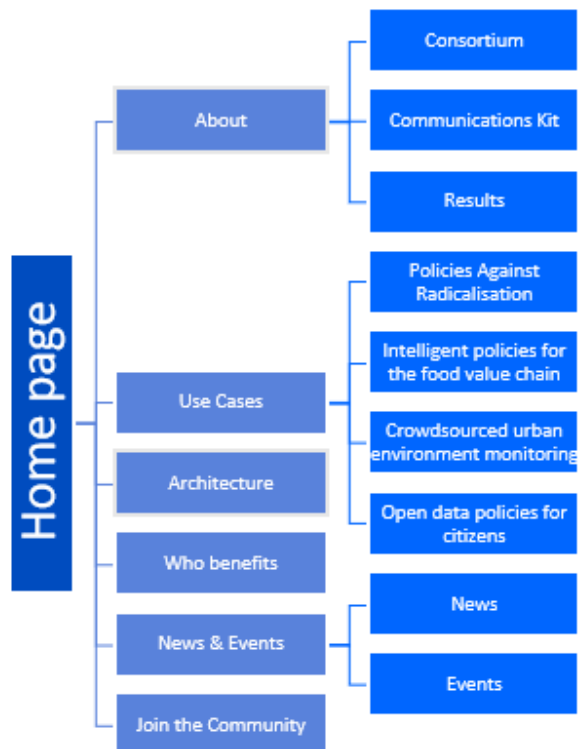 Home page
About
Consortium
Communications Kit
Results
Use Cases
Policies Against
Radicalisation
Intelligent policies for
the food value chain
Crowdsourced urban
environment monitoring
Open data policies for
citizens
Architecture
Who benefits
News & Events
News
Events
Join the Community